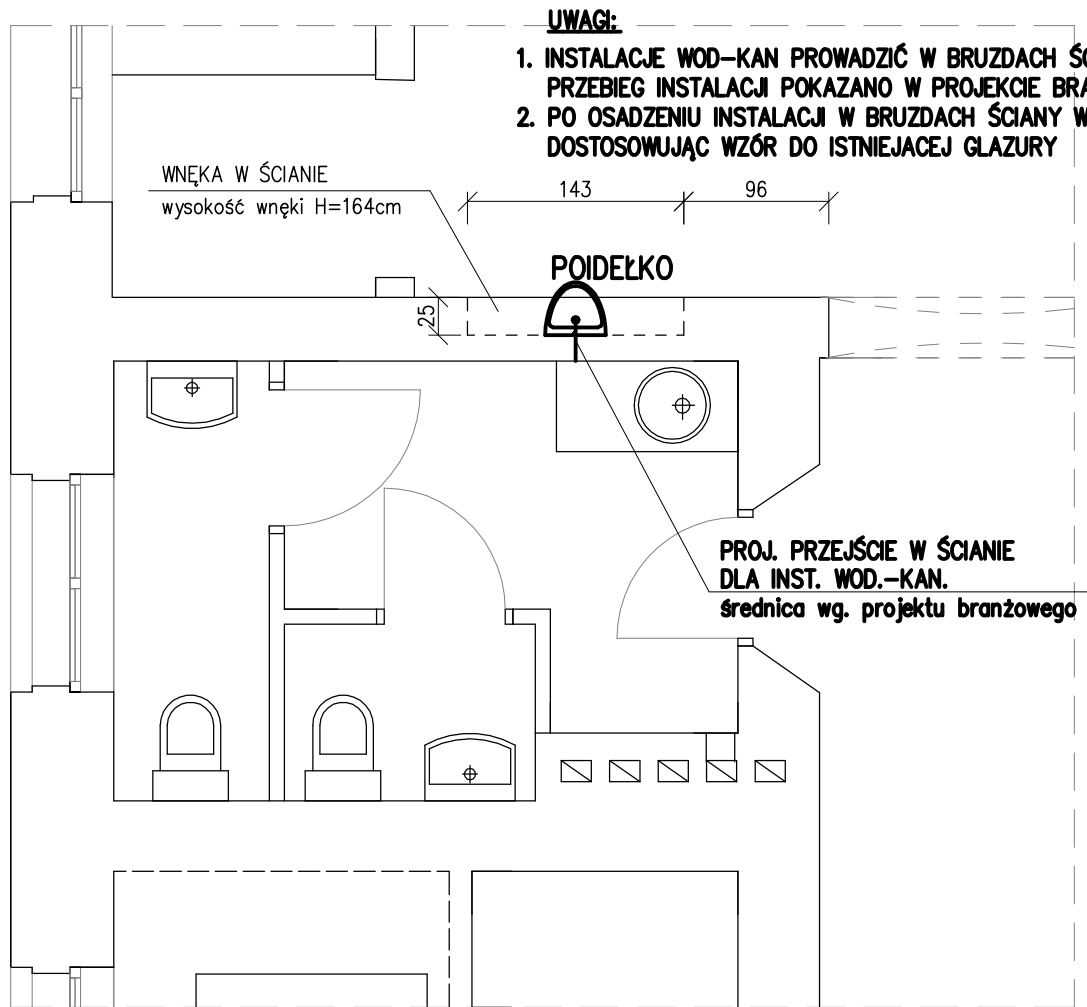 UWAGI:
1. INSTALACJE WOD-KAN PROWADZIĆ W BRUZDACH
PRZEBIEG INSTALACJI POKAZANO W PROJEKCIE
2. PO OSADZENIU INSTALACJI W BRUZDACH ŚCIANY
DOSTOSOWUJĄC WZÓR DO ISTNIEJACEJ GLAZURY
WNĘKA W ŚCIANIE
wysokość wnęki H=164cm
143
96
POIDEŁKO
25
PROJ. PRZEJŚCIE W ŚCIANIE
DLA INST. WOD.-KAN.
średnica wg. projektu branżowego